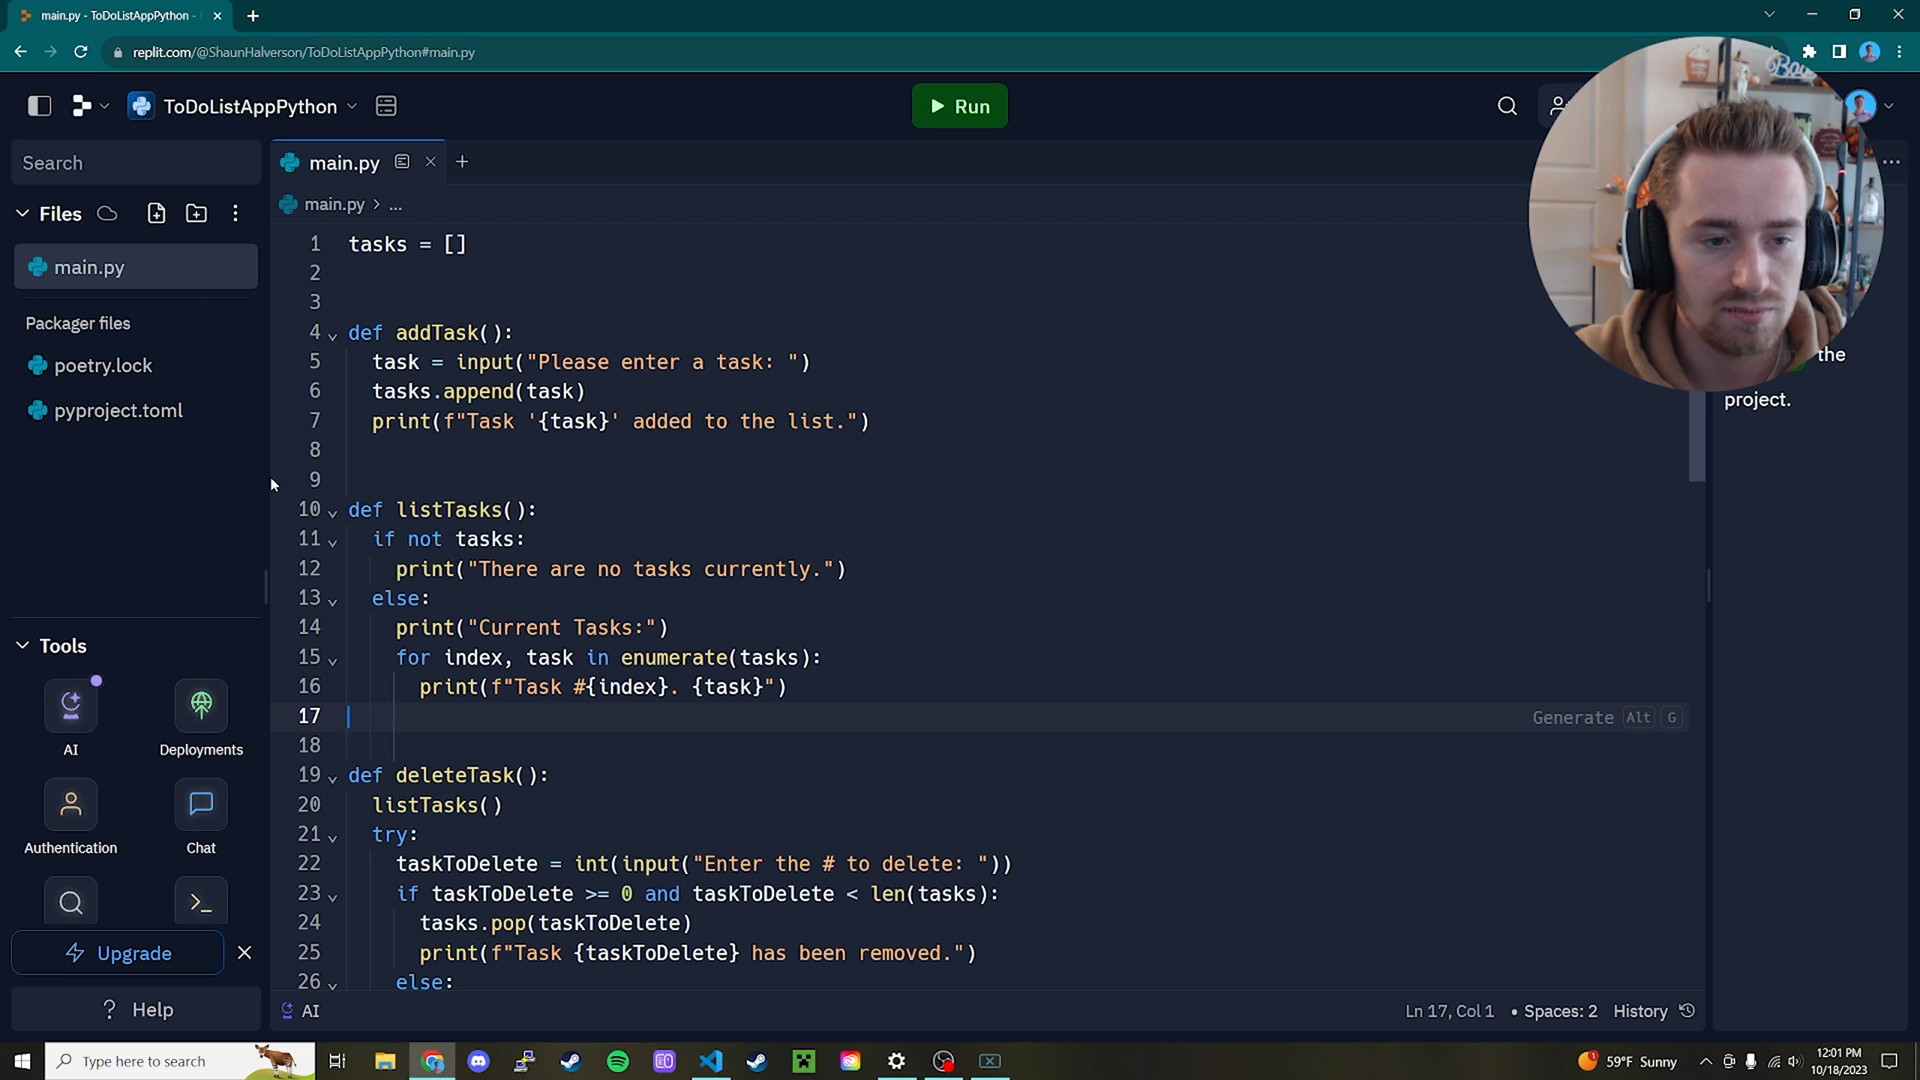 main.py - ToDoListAppPython -
replit.com/@ShaunHalverson/ToDoListAppPython#main.py
ToDoListAppPython
Run
Search
main.py
Files
main.py > ...
main.py
Packager files
poetry.lock
pyproject.toml
1 tasks = []
2
3
4 def addTask():
5 task = input("Please enter a task: ")
6 tasks.append(task)
7 print(f"Task '{task}' added to the list.")
8
9
10 def listTasks():
11 if not tasks:
12 print("There are no tasks currently.")
13 else:
14 print("Current Tasks:")
15 for index, task in enumerate(tasks):
16 print(f"Task #{index}. {task}")
17 Generate Alt G
18
19 def deleteTask():
20 listTasks()
21 try:
22 taskToDelete = int(input("Enter the # to delete: "))
23 if taskToDelete >= 0 and taskToDelete < len(tasks):
24 tasks.pop(taskToDelete)
25 print(f"Task {taskToDelete} has been removed.")
26 else:
the
project.
Tools
AI
Deployments
Authentication
Chat
Upgrade
? Help
AI
Ln 17, Col 1 • Spaces: 2 History
Type here to search
59°F Sunny
12:01 PM
10/18/2023